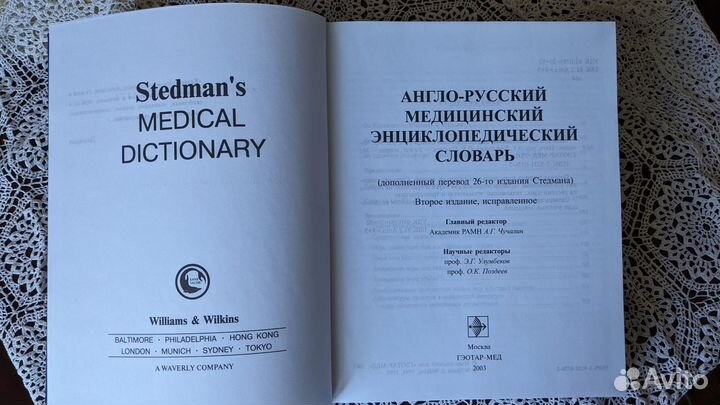 Stedman's
MEDICAL
DICTIONARY
Williams & Wilkins
BALTIMORE · PHILADELPHIA · HONG KONG
LONDON · MUNICH · SYDNEY · TOKYO
A WAVERLY COMPANY
АНГЛО-РУССКИЙ
МЕДИЦИНСКИЙ
ЭНЦИКЛОПЕДИЧЕСКИЙ
СЛОВАРЬ
(дополненный перевод 26-го издания Стедмана)
Второе издание, исправленное
Главный редактор
Академик РАМН А.Г. Чучалин
Научные редакторы
проф. Э.Г. Улумбеков
проф. О.К. Поздеев
Москва
ГЭОТАР-МЕД
2003
Avito